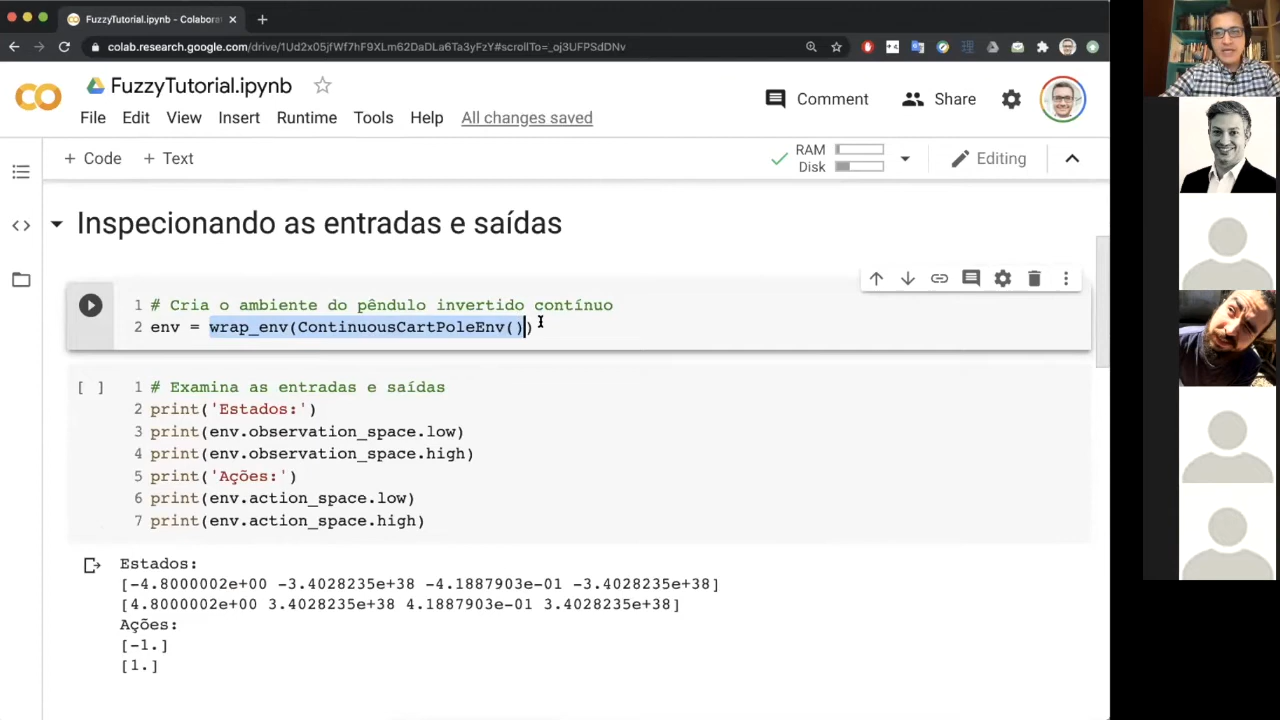 FuzzyTutorial.ipynb - Colabora
colab.research.google.com/drive/1Ud2x05jfWf7hF9XLm62DaDLa6Ta3yFzY#scrollTo=_oj3UFPSdDNv
FuzzyTutorial.ipynb
Comment
Share
File Edit View Insert Runtime Tools Help All changes saved
+ Code + Text
RAM
Disk
Editing
Inspecionando as entradas e saídas
1 # Cria o ambiente do pêndulo invertido contínuo
2 env = wrap_env(ContinuousCartPoleEnv())
[ ] 1 # Examina as entradas e saídas
2 print('Estados:')
3 print(env.observation_space.low)
4 print(env.observation_space.high)
5 print('Ações:')
6 print(env.action_space.low)
7 print(env.action_space.high)
Estados:
[-4.8000002e+00 -3.4028235e+38 -4.1887903e-01 -3.4028235e+38]
[4.8000002e+00 3.4028235e+38 4.1887903e-01 3.4028235e+38]
Ações:
[-1.]
[1.]